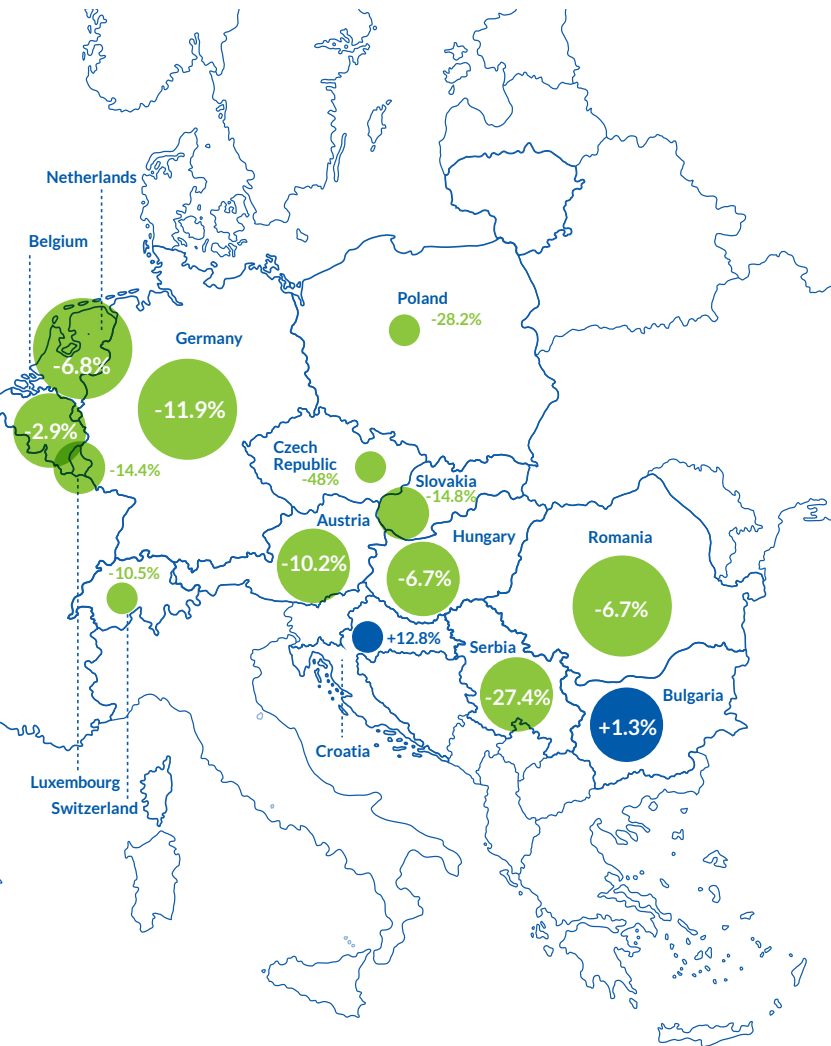 Netherlands
Belgium
Poland
-28.2%
Germany
-6.8%
-11.9%
-2.9%
Czech
Republic
-48%
-14.4%
Slovakia
-14.8%
Austria
Hungary
Romania
-10.2%
-10.5%
-6.7%
-6.7%
+12.8%
Serbia
-27.4%
Bulgaria
+1.3%
Croatia
Luxembourg
Switzerland